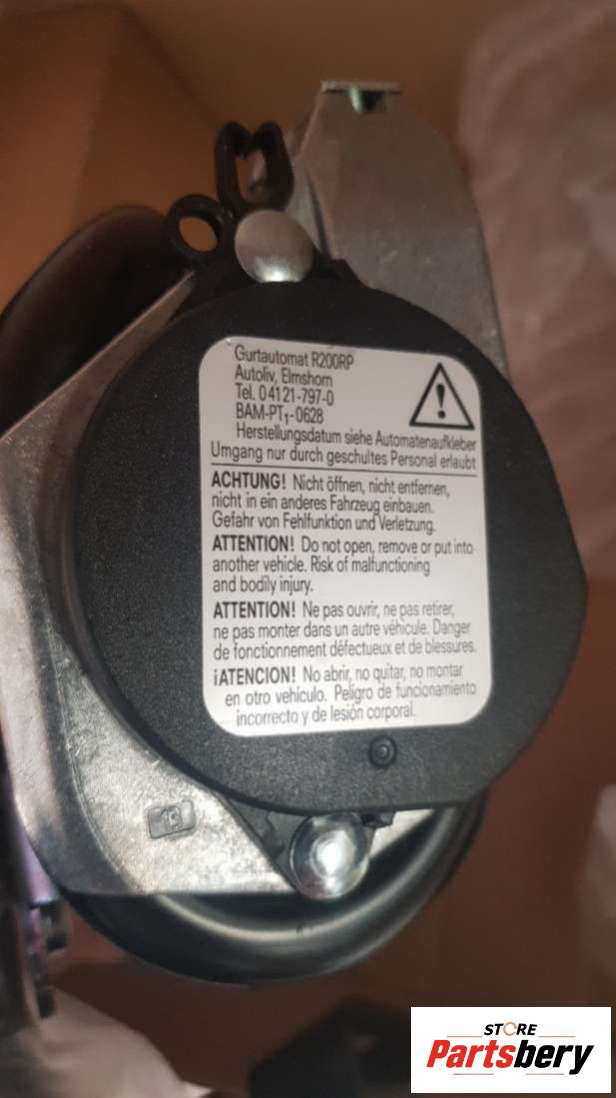 Gurtautomat R200RP
Autoliv, Elmshorn
Tel. 04121-797-0
BAM-PT1-0628
Herstellungsdatum siehe Automatenaufkleber
Umgang nur durch geschultes Personal erlaubt
ACHTUNG! Nicht öffnen, nicht entfernen,
nicht in ein anderes Fahrzeug einbauen.
Gefahr von Fehlfunktion und Verletzung.
ATTENTION! Do not open, remove or put into
another vehicle. Risk of malfunctioning
and bodily injury.
ATTENTION! Ne pas ouvrir, ne pas retirer,
ne pas monter dans un autre véhicule. Danger
de fonctionnement défectueux et de blessures.
¡ATENCION! No abrir, no quitar, no montar
en otro vehiculo. Peligro de funcionamiento
incorrecto y de lesión corporal.
STORE
Partsbery